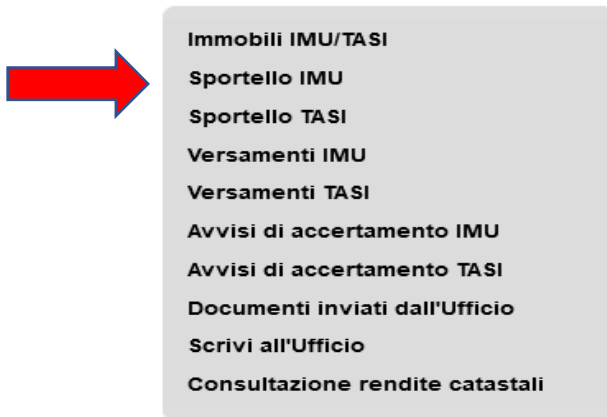 Immobili IMU/TASI
Sportello IMU
Sportello TASI
Versamenti IMU
Versamenti TASI
Avvisi di accertamento IMU
Avvisi di accertamento TASI
Documenti inviati dall'Ufficio
Scrivi all'Ufficio
Consultazione rendite catastali